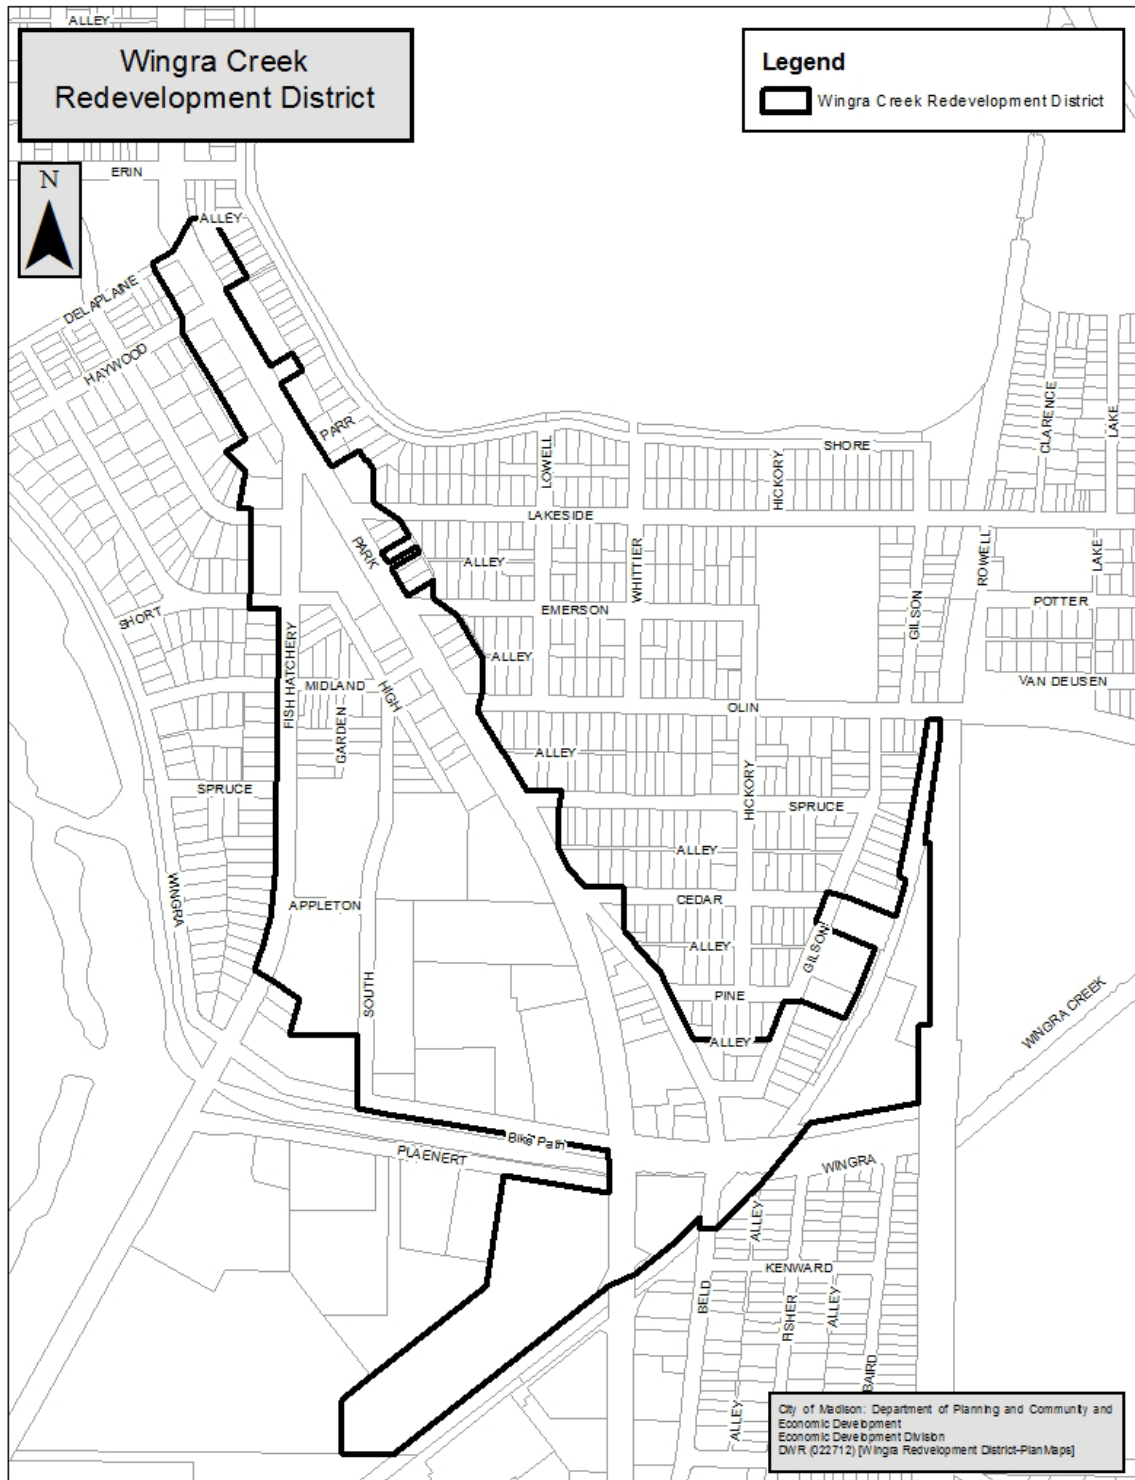 ALLEY
Wingra Creek
Redevelopment District
Legend
Wingra Creek Redevelopment District
ERIN
N
ALLEY
DELAPLAINE
HAYWOOD
PARR
CLARENCE
LAKE
SHORE
LOWELL
HICKORY
LAKESIDE
PARK
ALLEY
WHITTIER
ROWELL
LAKE
SHORT
EMERSON
GILSON
POTTER
FISH HATCHERY
ALLEY
MIDLAND
HIGH
VAN DEUSEN
GARDEN
OLIN
ALLEY
HICKORY
SPRUCE
SPRUCE
ALLEY
WINGRA
APPLETON
CEDAR
ALLEY
GILSON
SOUTH
PINE
WINGRA CREEK
ALLEY
Bike Path
PLAENERT
WINGRA
ALLEY
KENWARD
BELD
FISHER
ALLEY
BAIRD
ALLEY
City of Madison: Department of Planning and Community and
Economic Development
Economic Development Division
DWR (022712) [Wingra Redvelopment District-PlanMaps]